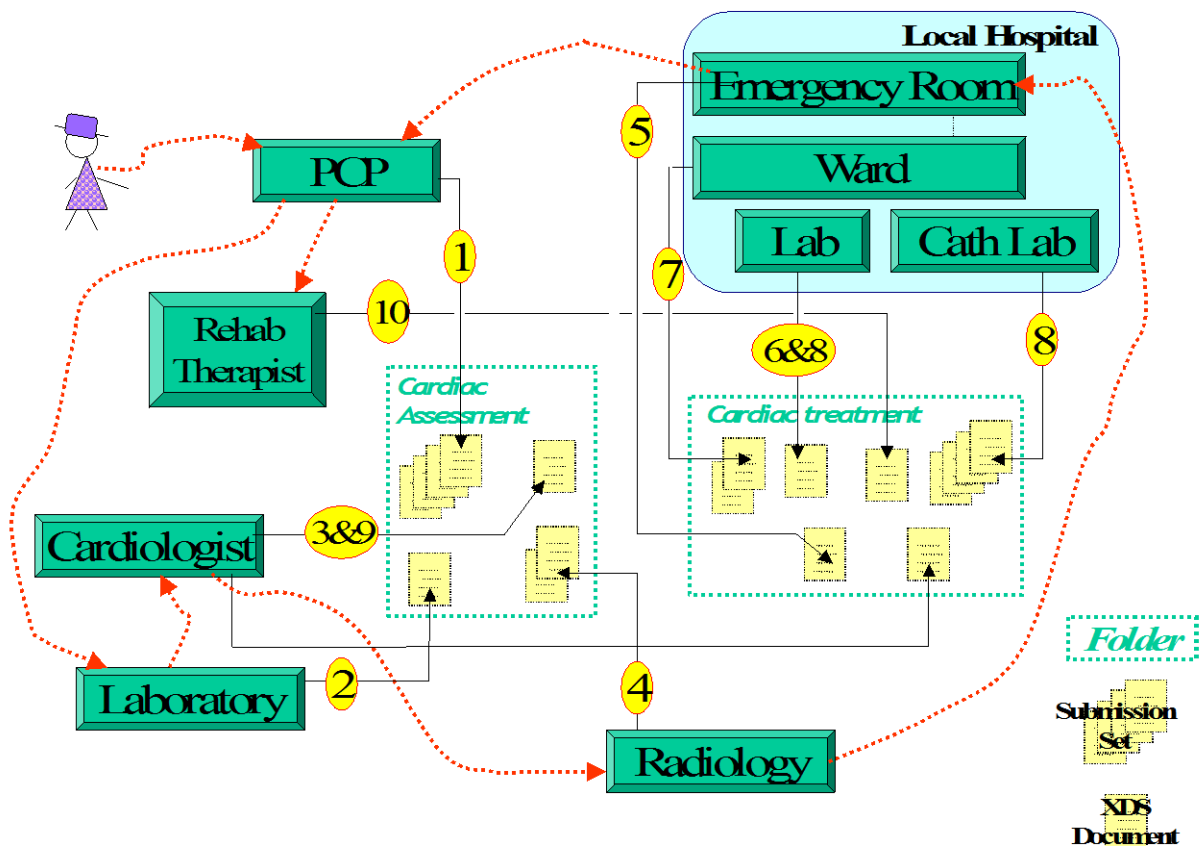 Local Hospital
Emergency Room
5
PCP
Ward
1
Lab
Cath Lab
7
10
Rehab
Therapist
6&8
8
Cardiac
Assessment
Cardiac treatment
3&9
Cardiologist
Folder
2
4
Laboratory
Submission
Set
Radiology
XDS
Document